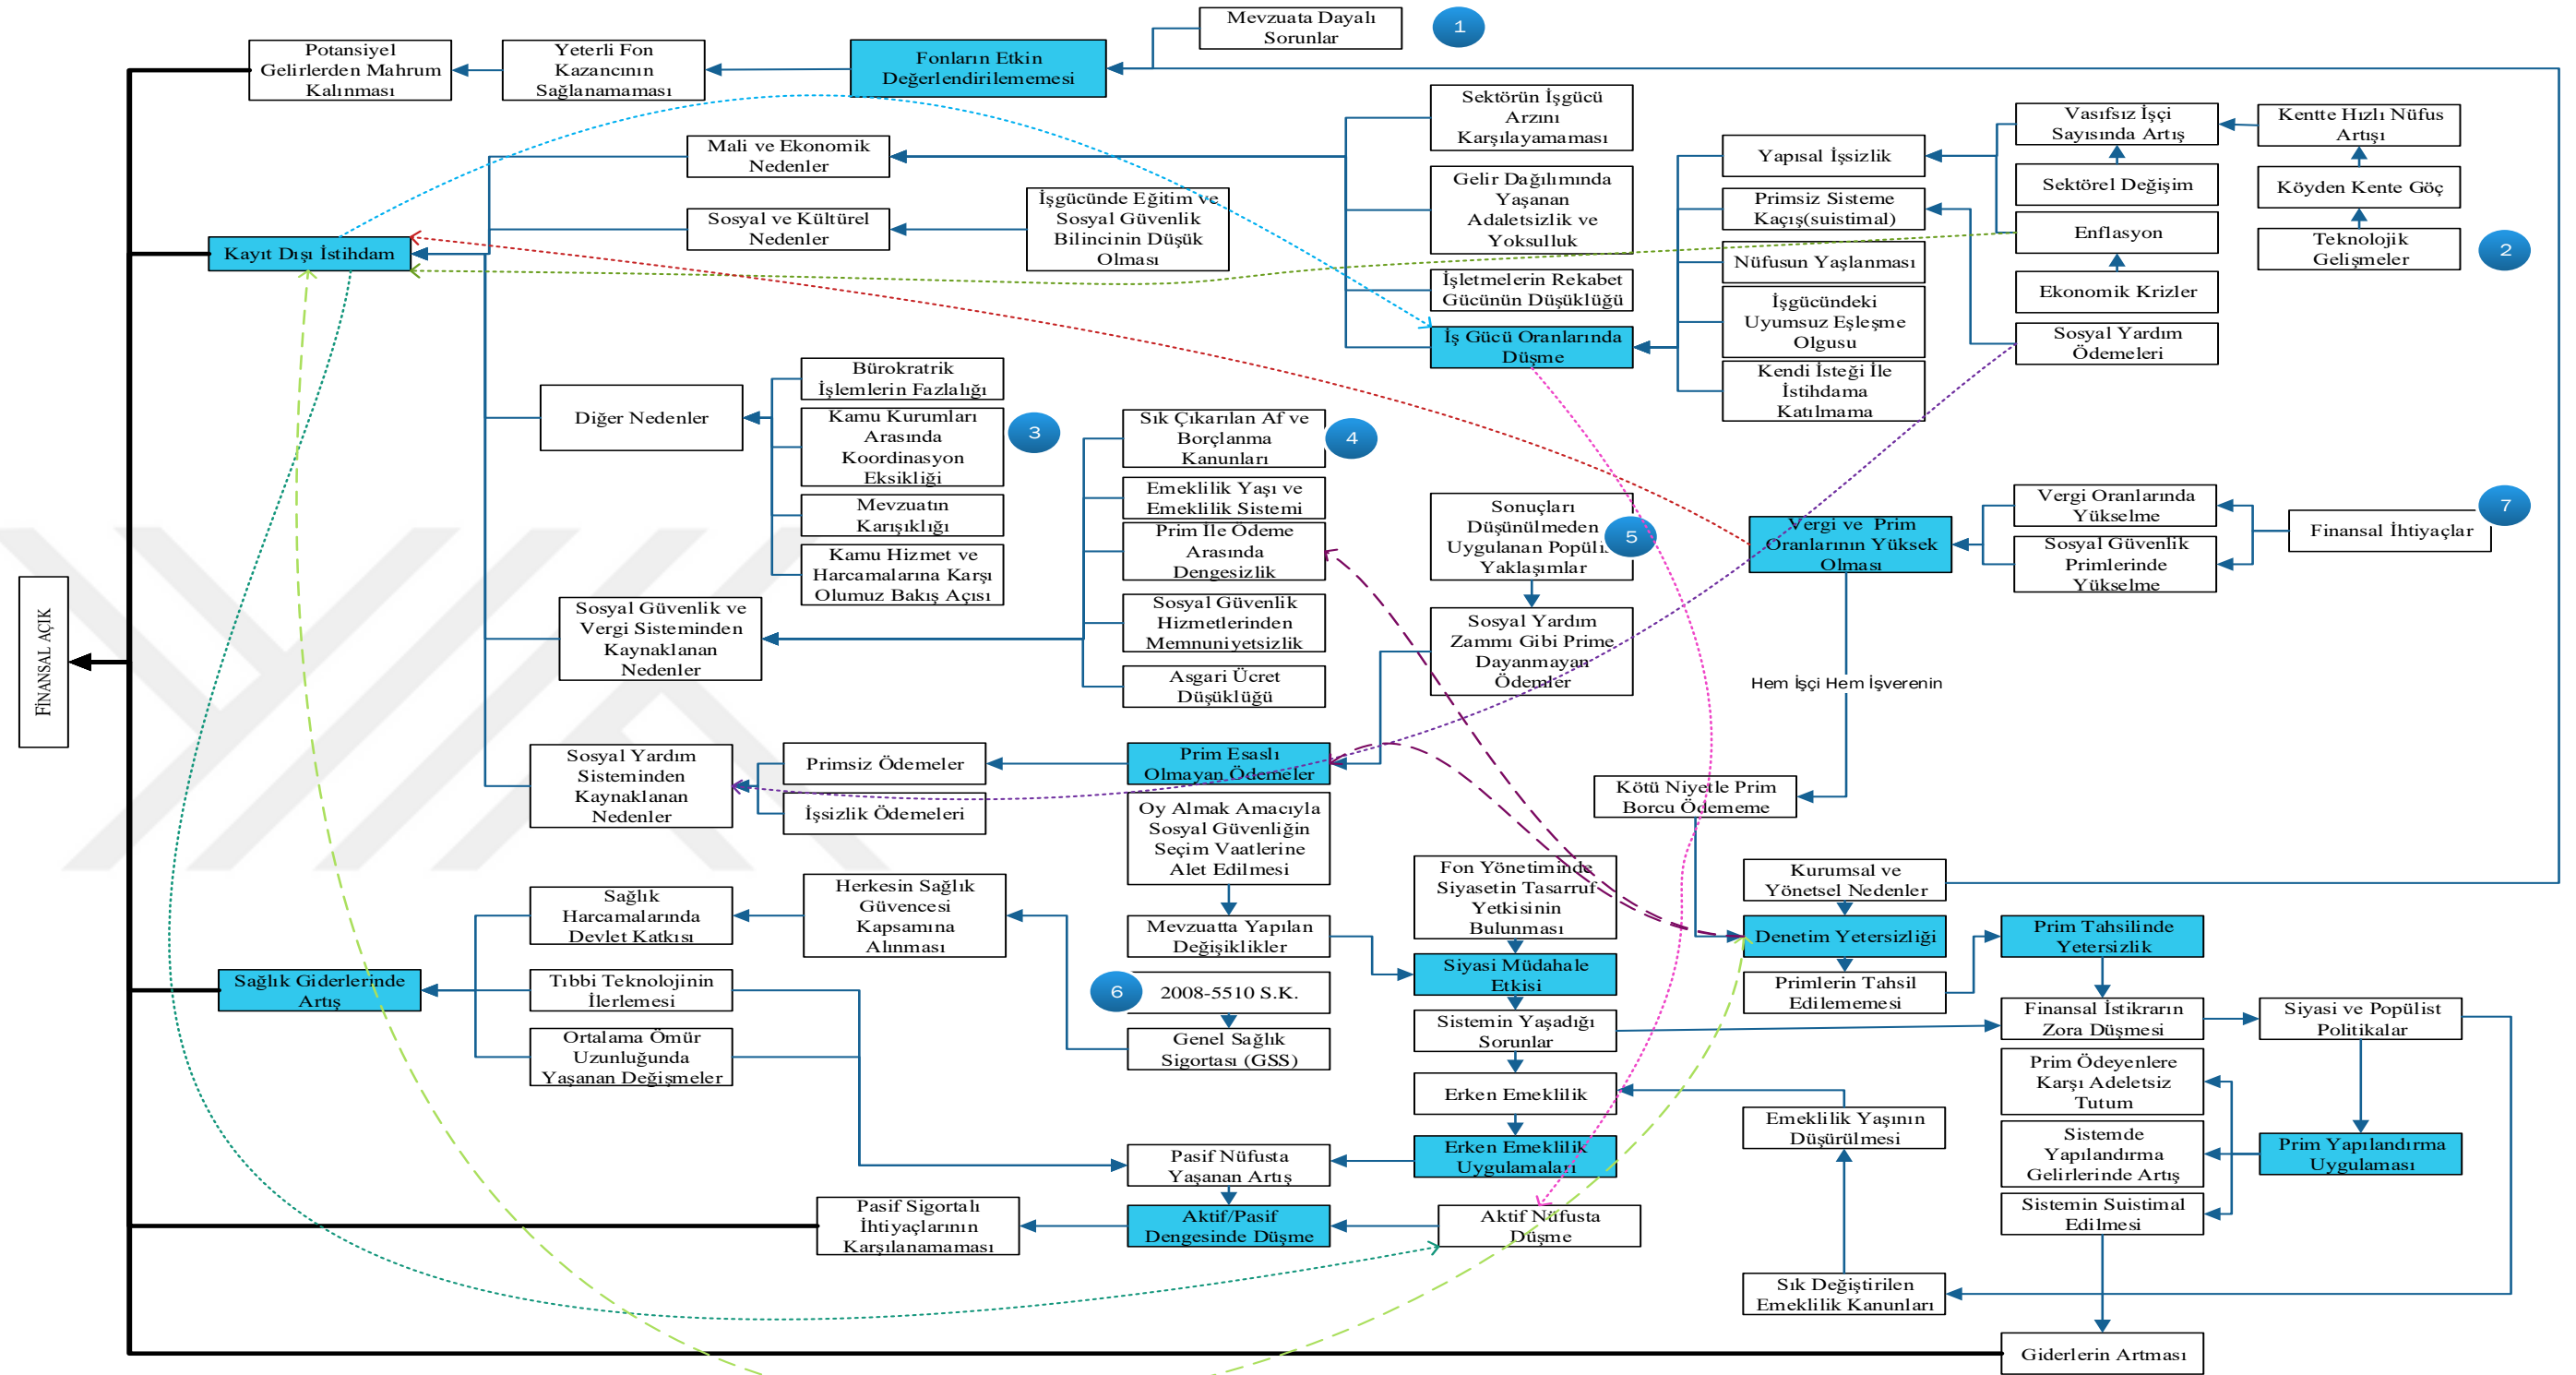 Mevzuata Dayalı
Sorunlar
1
Potansiyel
Gelirlerden Mahrum
Kalınması
Yeterli Fon
Kazancının
Sağlanamaması
Fonların Etkin
Değerlendirilememesi
Sektörün İşgücü
Arzını
Karşılayamaması
Vasıfsız İşçi
Sayısında Artış
Kentte Hızlı Nüfus
Artışı
Mali ve Ekonomik
Nedenler
Yapısal İşsizlik
Gelir Dağılımında
Yaşanan
Adaletsizlik ve
Yoksulluk
Sektörel Değişim
Köyden Kente Göç
Sosyal ve Kültürel
Nedenler
İşgücünde Eğitim ve
Sosyal Güvenlik
Bilincinin Düşük
Olması
Primsiz Sisteme
Kaçış(suistimal)
Enflasyon
Teknolojik
Gelişmeler
2
Kayıt Dışı İstihdam
Nüfusun Yaşlanması
İşletmelerin Rekabet
Gücünün Düşüklüğü
Ekonomik Krizler
İşgücündeki
Uyumsuz Eşleşme
Olgusu
İş Gücü Oranlarında
Düşme
Sosyal Yardım
Ödemeleri
Kendi İsteği İle
İstihdama
Katılmama
Bürokratrik
İşlemlerin Fazlalığı
Diğer Nedenler
Kamu Kurumları
Arasında
Koordinasyon
Eksikliği
3
Sık Çıkarılan Af ve
Borçlanma
Kanunları
4
Mevzuatın
Karışıklığı
Emeklilik Yaşı ve
Emeklilik Sistemi
Sonuçları
Düşünülmeden
Uygulanan Popülis
Yaklaşımlar
5
Vergi ve Prim
Oranlarının Yüksek
Olması
Vergi Oranlarında
Yükselme
Sosyal Güvenlik
Primlerinde
Yükselme
Finansal İhtiyaçlar
7
Kamu Hizmet ve
Harcamalarına Karşı
Olumuz Bakış Açısı
Prim İle Ödeme
Arasında
Dengesizlik
FİNANSAL AÇIK
Sosyal Güvenlik ve
Vergi Sisteminden
Kaynaklanan
Nedenler
Sosyal Güvenlik
Hizmetlerinden
Memnuniyetsizlik
Sosyal Yardım
Zammı Gibi Prime
Dayanmayan
Ödemler
Asgari Ücret
Düşüklüğü
Hem İşçi Hem İşverenin
Sosyal Yardım
Sisteminden
Kaynaklanan
Nedenler
Primsiz Ödemeler
Prim Esaslı
Olmayan Ödemeler
İşsizlik Ödemeleri
Kötü Niyetle Prim
Borcu Ödememe
Oy Almak Amacıyla
Sosyal Güvenliğin
Seçim Vaatlerine
Alet Edilmesi
Fon Yönetiminde
Siyasetin Tasarruf
Yetkisinin
Bulunması
Kurumsal ve
Yönetsel Nedenler
Sağlık
Harcamalarında
Devlet Katkısı
Herkesin Sağlık
Güvencesi
Kapsamına
Alınması
Mevzuatta Yapılan
Değişiklikler
Denetim Yetersizliği
Prim Tahsilinde
Yetersizlik
Sağlık Giderlerinde
Artış
Tıbbi Teknolojinin
İlerlemesi
6
2008-5510 S.K.
Siyasi Müdahale
Etkisi
Primlerin Tahsil
Edilememesi
Sistemin Yaşadığı
Sorunlar
Finansal İstikrarın
Zora Düşmesi
Siyasi ve Popülist
Politikalar
Ortalama Ömür
Uzunluğunda
Yaşanan Değişmeler
Genel Sağlık
Sigortası (GSS)
Erken Emeklilik
Prim Ödeyenlere
Karşı Adeletsiz
Tutum
Emeklilik Yaşının
Düşürülmesi
Pasif Nüfusta
Yaşanan Artış
Erken Emeklilik
Uygulamaları
Sistemde
Yapılandırma
Gelirlerinde Artış
Prim Yapılandırma
Uygulaması
Pasif Sigortalı
İhtiyaçlarının
Karşılanamaması
Aktif/Pasif
Dengesinde Düşme
Aktif Nüfusta
Düşme
Sistemin Suistimal
Edilmesi
Sık Değiştirilen
Emeklilik Kanunları
Giderlerin Artması